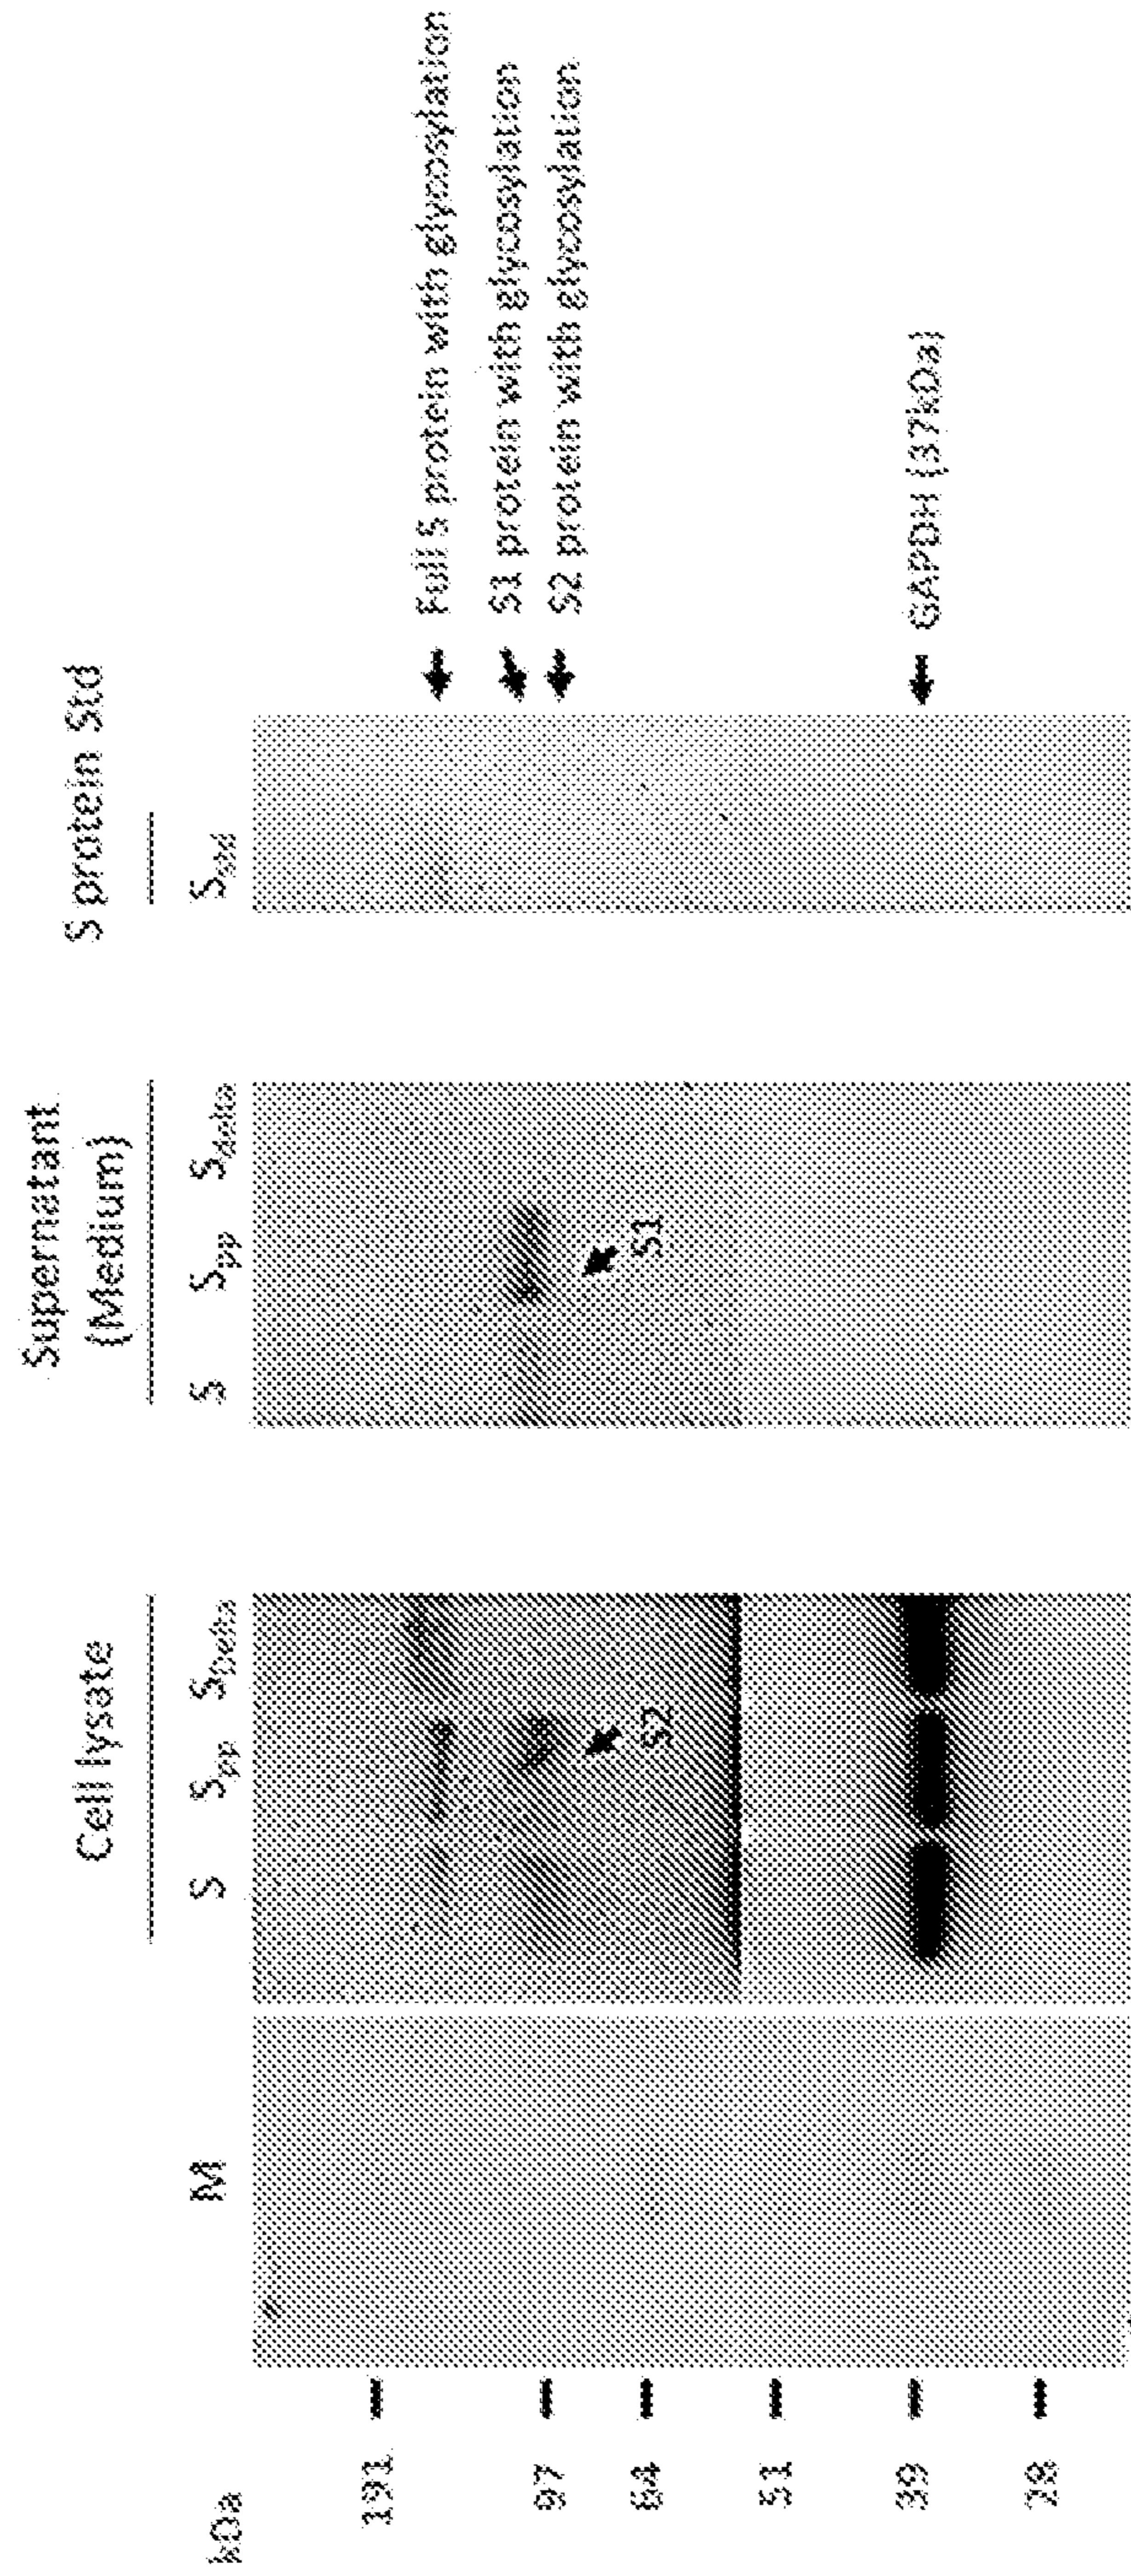 kDa
191
97
64
51
39
28
M
Cell lysate
S Spp SDelta
S2
Supernatant
(Medium)
S Spp Sdelta
S1
S protein Std
Sstd
Full S protein with glycosylation
S1 protein with glycosylation
S2 protein with glycosylation
GAPDH (37kDa)